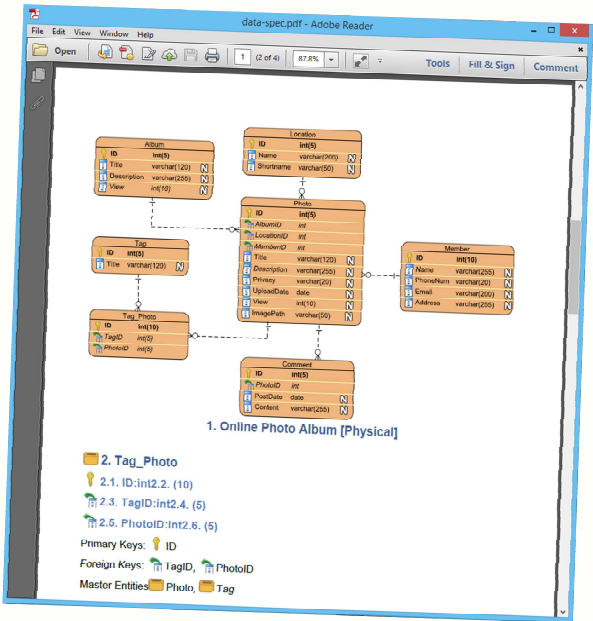 data-spec.pdf - Adobe Reader
File Edit View Window Help
Open 1 (2 of 4) 87.8% Tools Fill & Sign Comment
Location
ID int(5)
Name varchar(200) N
Shortname varchar(50) N
Album
ID int(5)
Title varchar(120) N
Description varchar(255) N
View int(10) N
Photo
ID int(5)
AlbumID int
LocationID int
MemberID int
Title varchar(120) N
Description varchar(255) N
Privacy varchar(20) N
UploadDate date N
View int(10) N
ImagePath varchar(50) N
Tag
ID int(5)
Title varchar(120) N
Member
ID int(10)
Name varchar(255) N
PhoneNum varchar(20) N
Email varchar(200) N
Address varchar(255) N
Tag_Photo
ID int(10)
TagID int(5)
PhotoID int(5)
Comment
ID int(5)
PhotoID int
PostDate date N
Content varchar(255) N
1. Online Photo Album [Physical]
2. Tag_Photo
2.1. ID:int2.2. (10)
2.3. TagID:int2.4. (5)
2.5. PhotoID:int2.6. (5)
Primary Keys: ID
Foreign Keys: TagID, PhotoID
Master Entities Photo, Tag